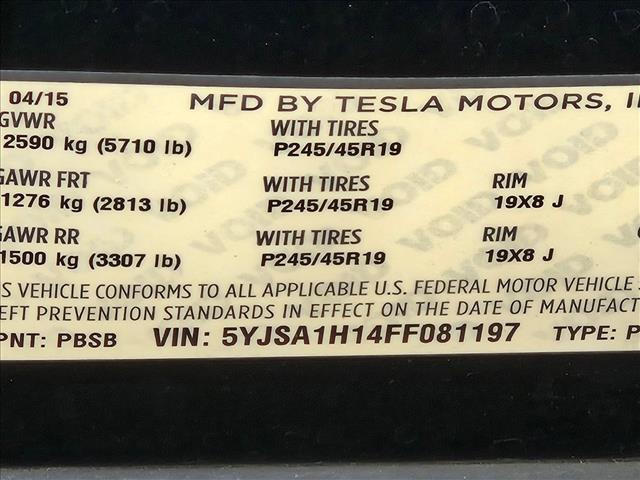 04/15 MFD BY TESLA MOTORS, I
GVWR WITH TIRES
2590 kg (5710 lb) P245/45R19
GAWR FRT WITH TIRES RIM
1276 kg (2813 lb) P245/45R19 19X8 J
GAWR RR WITH TIRES RIM
1500 kg (3307 lb) P245/45R19 19X8 J
S VEHICLE CONFORMS TO ALL APPLICABLE U.S. FEDERAL MOTOR VEHICLE S
EFT PREVENTION STANDARDS IN EFFECT ON THE DATE OF MANUFACT
PNT: PBSB VIN: 5YJSA1H14FF081197 TYPE: P